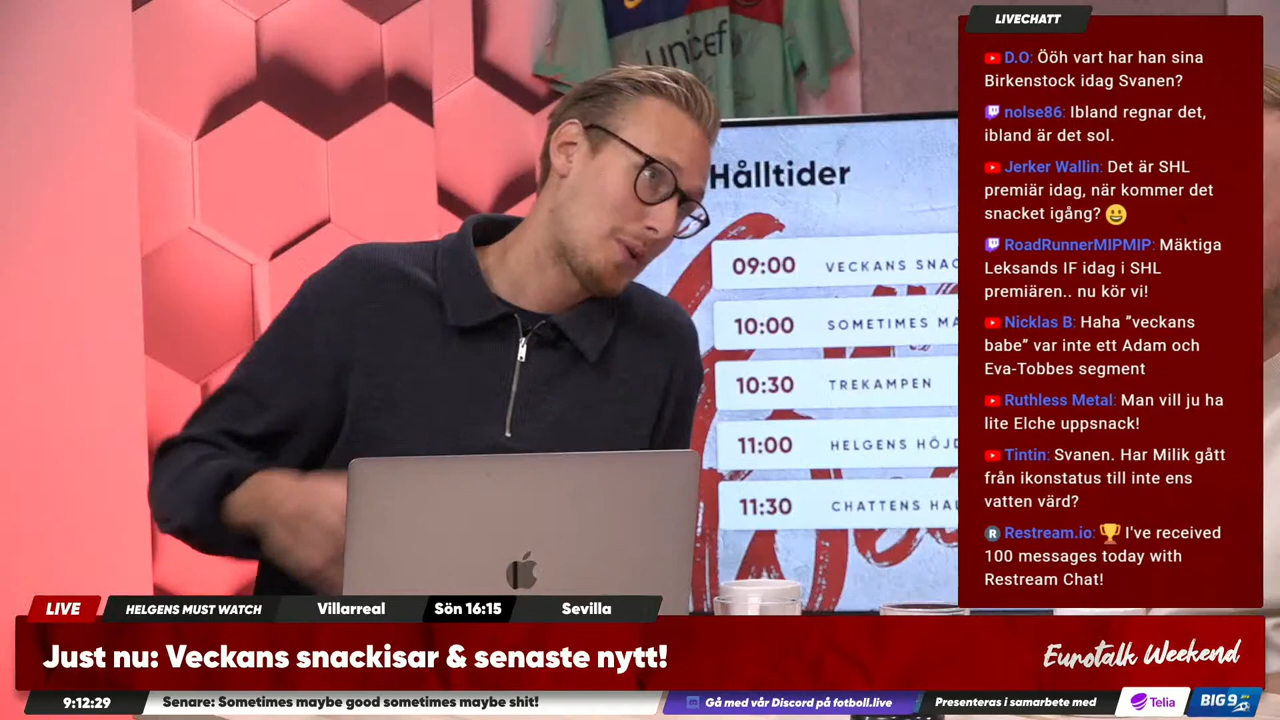 unicef
Hålltider
09:00 VECKANS SNAC
10:00 SOMETIMES MA
10:30 TREKAMPEN
11:00 HELGENS HÖJD
11:30 CHATTENS HAL
LIVECHATT
D.O: Ööh vart har han sina
Birkenstock idag Svanen?
nolse86: Ibland regnar det,
ibland är det sol.
Jerker Wallin: Det är SHL
premiär idag, när kommer det
snacket igång? 😀
RoadRunnerMIPMIP: Mäktiga
Leksands IF idag i SHL
premiären.. nu kör vi!
Nicklas B: Haha ”veckans
babe” var inte ett Adam och
Eva-Tobbes segment
Ruthless Metal: Man vill ju ha
lite Elche uppsnack!
Tintin: Svanen. Har Milik gått
från ikonstatus till inte ens
vatten värd?
R Restream.io: 🏆 I've received
100 messages today with
Restream Chat!
LIVE HELGENS MUST WATCH Villarreal Sön 16:15 Sevilla
Just nu: Veckans snackisar & senaste nytt!
Eurotalk Weekend
9:12:29 Senare: Sometimes maybe good sometimes maybe shit! Gå med vår Discord på fotboll.live Presenteras i samarbete med Telia BIG9